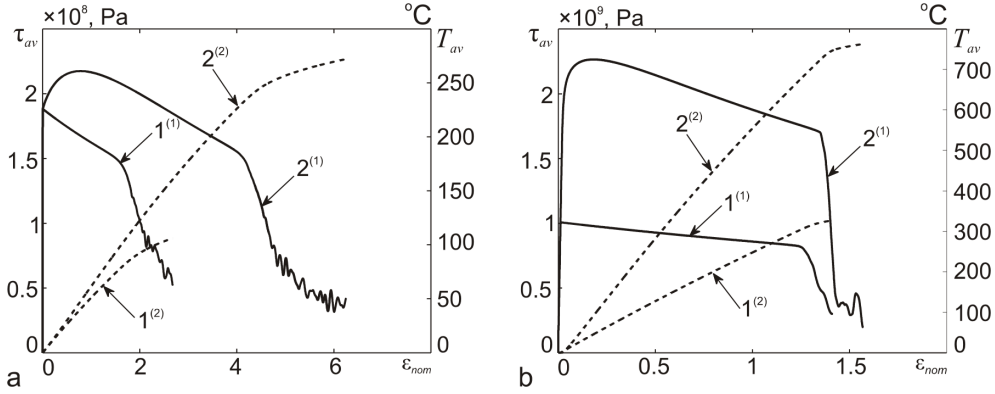 ×10⁸, Pa
°C
τav
Tav
2
1.5
1
0.5
0
250
200
150
100
50
0
2⁽²⁾
1⁽¹⁾
2⁽¹⁾
1⁽²⁾
0 2 4 6 8
εnom
a
×10⁹, Pa
°C
τav
Tav
2
1.5
1
0.5
0
700
600
500
400
300
200
100
0
2⁽²⁾
2⁽¹⁾
1⁽¹⁾
1⁽²⁾
0 0.5 1 1.5 2
εnom
b